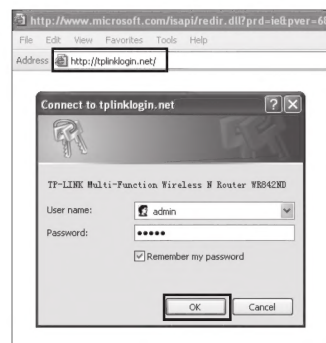 http://www.microsoft.com/isapi/redir.dll?prd=ie&pver=6
File Edit View Favorites Tools Help
Address http://tplinklogin.net/
Connect to tplinklogin.net
TP-LINK Multi-Function Wireless N Router WR842ND
User name: admin
Password: •••••
Remember my password
OK Cancel